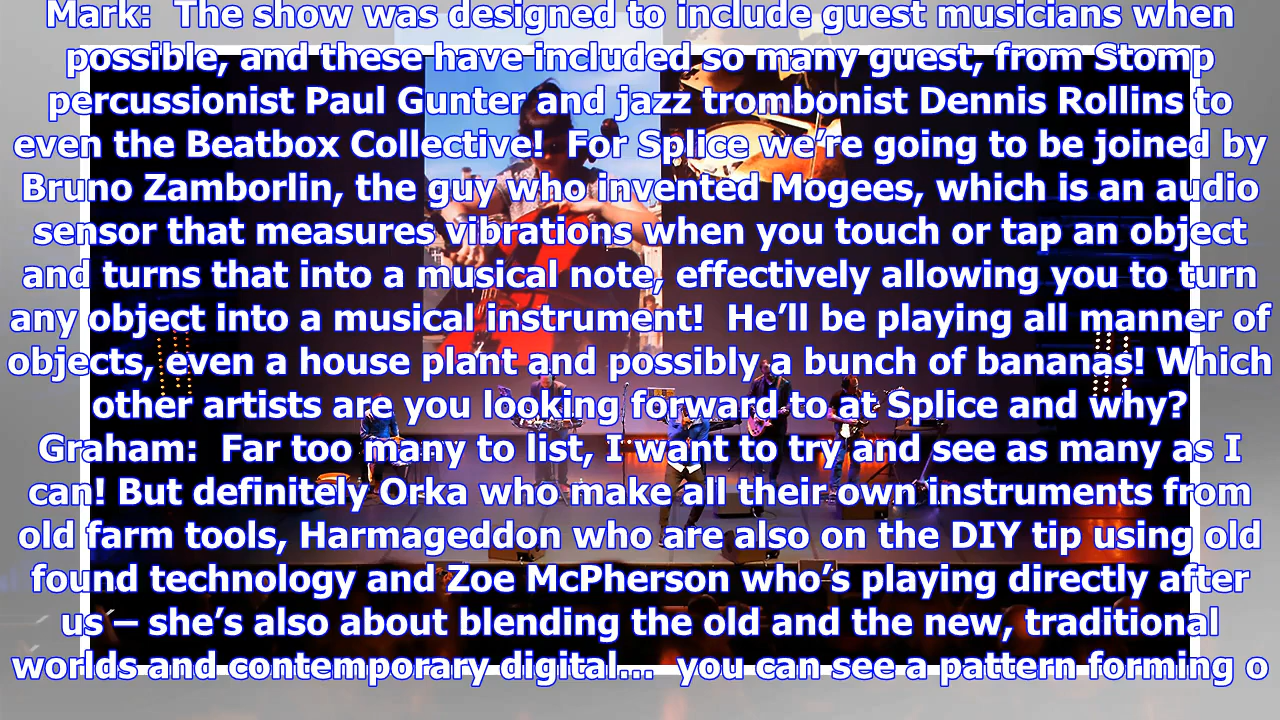 Mark:  The show was designed to include guest musicians when
possible, and these have included so many guest, from Stomp
percussionist Paul Gunter and jazz trombonist Dennis Rollins to
even the Beatbox Collective!  For Splice we’re going to be joined by
Bruno Zamborlin, the guy who invented Mogees, which is an audio
sensor that measures vibrations when you touch or tap an object
and turns that into a musical note, effectively allowing you to turn
any object into a musical instrument!  He’ll be playing all manner of
objects, even a house plant and possibly a bunch of bananas! Which
other artists are you looking forward to at Splice and why?
Graham:  Far too many to list, I want to try and see as many as I
can! But definitely Orka who make all their own instruments from
old farm tools, Harmageddon who are also on the DIY tip using old
found technology and Zoe McPherson who’s playing directly after
us – she’s also about blending the old and the new, traditional
worlds and contemporary digital…  you can see a pattern forming o